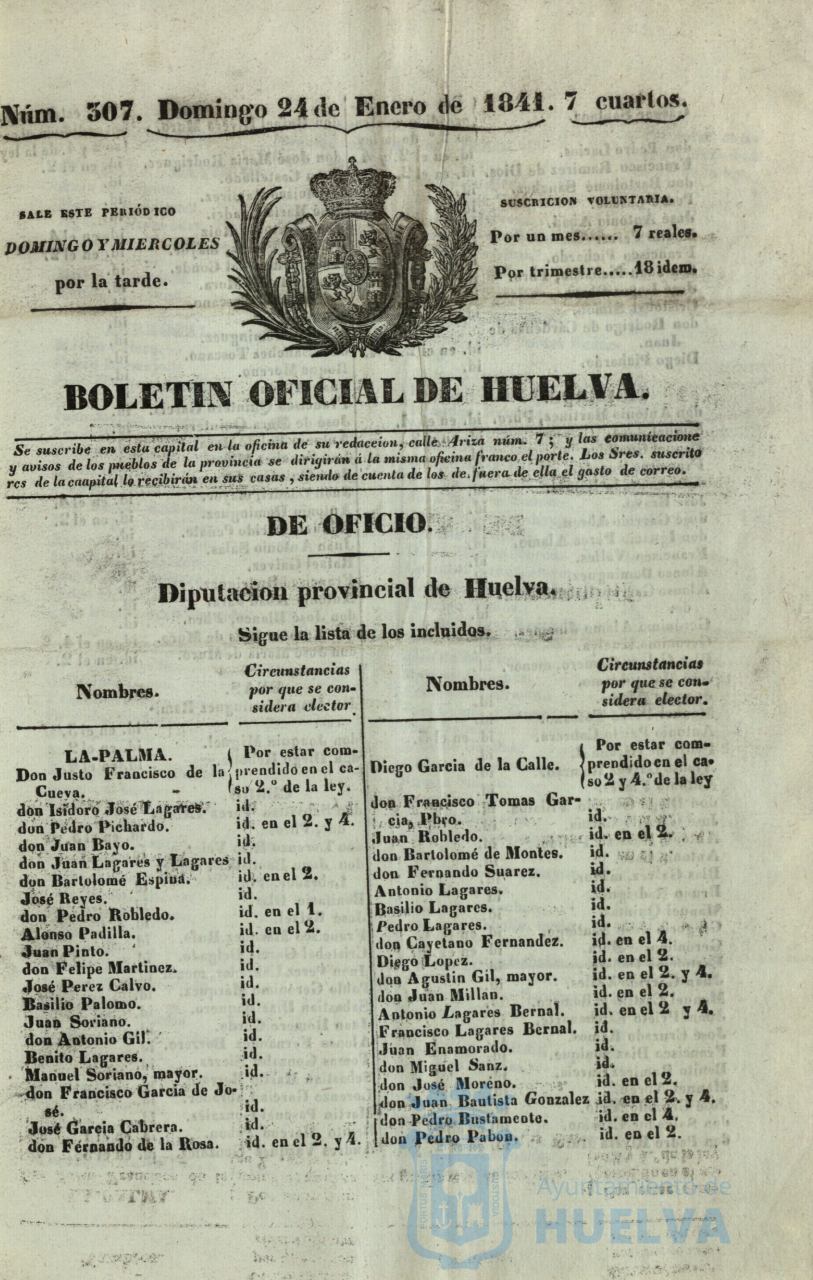 Núm. 307. Domingo 24 de Enero de 1841. 7 cuartos.
SALE ESTE PERIÓDICO
DOMINGO Y MIERCOLES
por la tarde.
SUSCRICION VOLUNTARIA.
Por un mes...... 7 reales.
Por trimestre.....18 idem.
BOLETIN OFICIAL DE HUELVA.
Se suscribe en esta capital en la oficina de su redaccion, calle Ariza núm. 7; y las comunicacione
y avisos de los pueblos de la provincia se dirigirán á la misma oficina franco el porte. Los Sres. suscrito
res de la caapital lo recibirán en sus casas, siendo de cuenta de los de fuera de ella el gasto de correo.
DE OFICIO.
Diputacion provincial de Huelva.
Sigue la lista de los incluidos.
Nombres.
Circunstancias
por que se con-
sidera elector
LA-PALMA.
Don Justo Francisco de la
Cueva.
Por estar com-
prendido en el ca-
so 2.º de la ley.
don Isidoro José Lagares. id.
don Pedro Pichardo. id. en el 2. y 4.
don Juan Bayo. id.
don Juan Lagares y Lagares id.
don Bartolomé Espina. id. en el 2.
José Reyes. id.
don Pedro Robledo. id. en el 1.
Alonso Padilla. id. en el 2.
Juan Pinto. id.
don Felipe Martinez. id.
José Perez Calvo. id.
Basilio Palomo. id.
Juan Soriano. id.
don Antonio Gil. id.
Benito Lagares. id.
Manuel Soriano, mayor. id.
don Francisco Garcia de Jo-
sé. id.
José Garcia Cabrera. id.
don Fernando de la Rosa. id. en el 2. y 4.
Nombres.
Circunstancias
por que se con-
sidera elector.
Diego Garcia de la Calle.
Por estar com-
prendido en el ca-
so 2 y 4.º de la ley
don Francisco Tomas Gar-
cia, Pbro. id.
Juan Robledo. id. en el 2.
don Bartolomé de Montes. id.
don Fernando Suarez. id.
Antonio Lagares. id.
Basilio Lagares. id.
Pedro Lagares. id.
don Cayetano Fernandez. id. en el 4.
Diego Lopez. id. en el 2.
don Agustin Gil, mayor. id. en el 2. y 4.
don Juan Millan. id. en el 2.
Antonio Lagares Bernal. id. en el 2 y 4.
Francisco Lagares Bernal. id.
Juan Enamorado. id.
don Miguel Sanz. id.
don José Moreno. id. en el 2.
don Juan Bautista Gonzalez id. en el 2. y 4.
don Pedro Bustamente. id. en el 4.
don Pedro Pabon. id. en el 2.
Ayuntamiento de
HUELVA